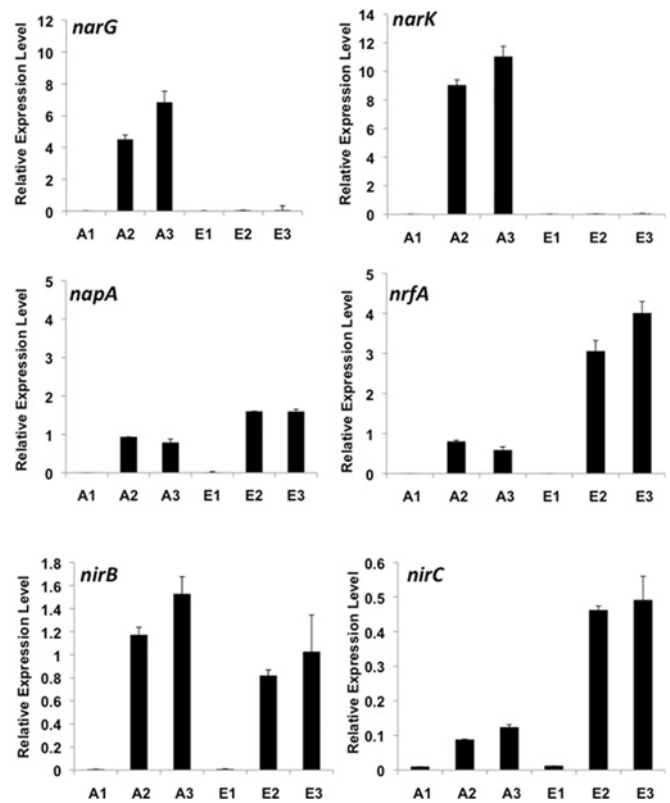 narG
Relative Expression Level
12
10
8
6
4
2
0
A1 A2 A3 E1 E2 E3
narK
Relative Expression Level
14
12
10
8
6
4
2
0
A1 A2 A3 E1 E2 E3
napA
Relative Expression Level
5
4
3
2
1
0
A1 A2 A3 E1 E2 E3
nrfA
Relative Expression Level
5
4
3
2
1
0
A1 A2 A3 E1 E2 E3
nirB
Relative Expression Level
1.8
1.6
1.4
1.2
1
0.8
0.6
0.4
0.2
0
A1 A2 A3 E1 E2 E3
nirC
Relative Expression Level
0.6
0.5
0.4
0.3
0.2
0.1
0
A1 A2 A3 E1 E2 E3